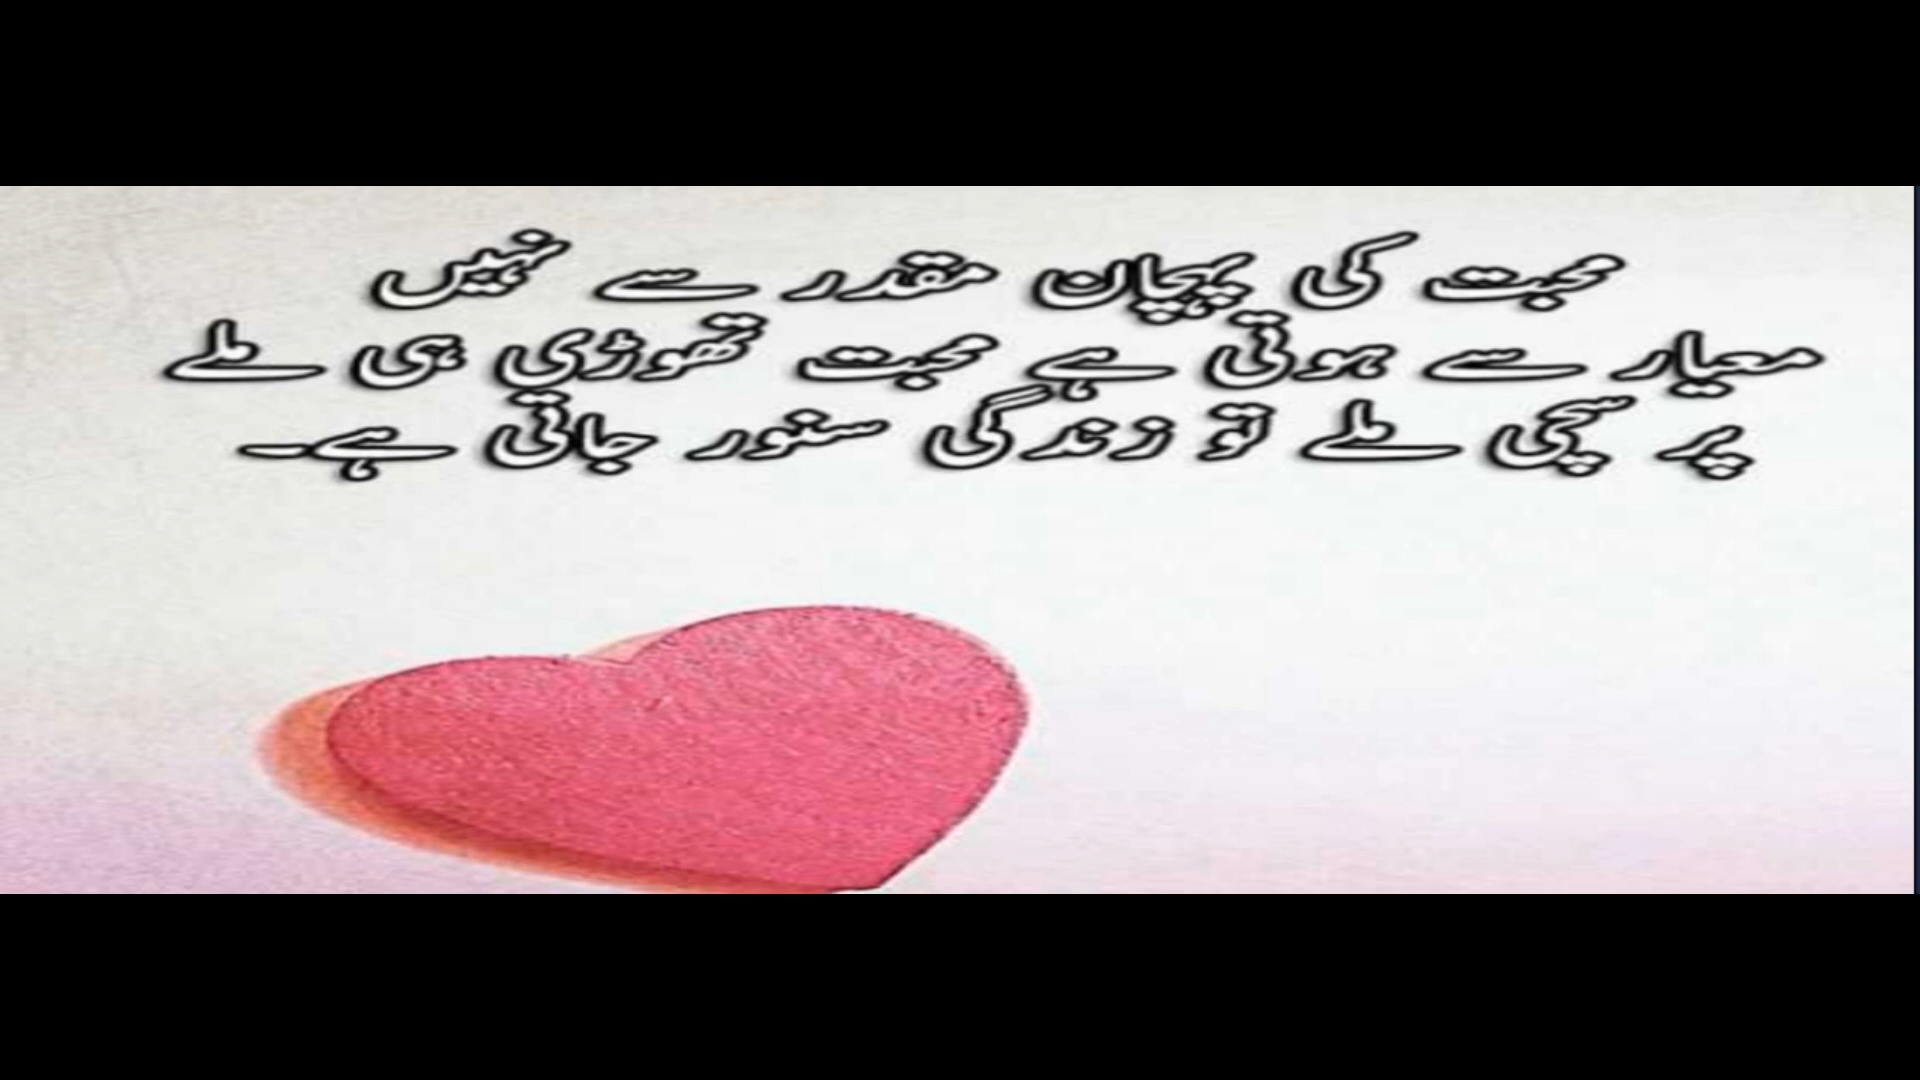 محبت کی پہچان مقدر سے نہیں
معیار سے ہوتی ہے محبت تھوڑی ہی ملے
پر سچی ملے تو زندگی سنور جاتی ہے۔